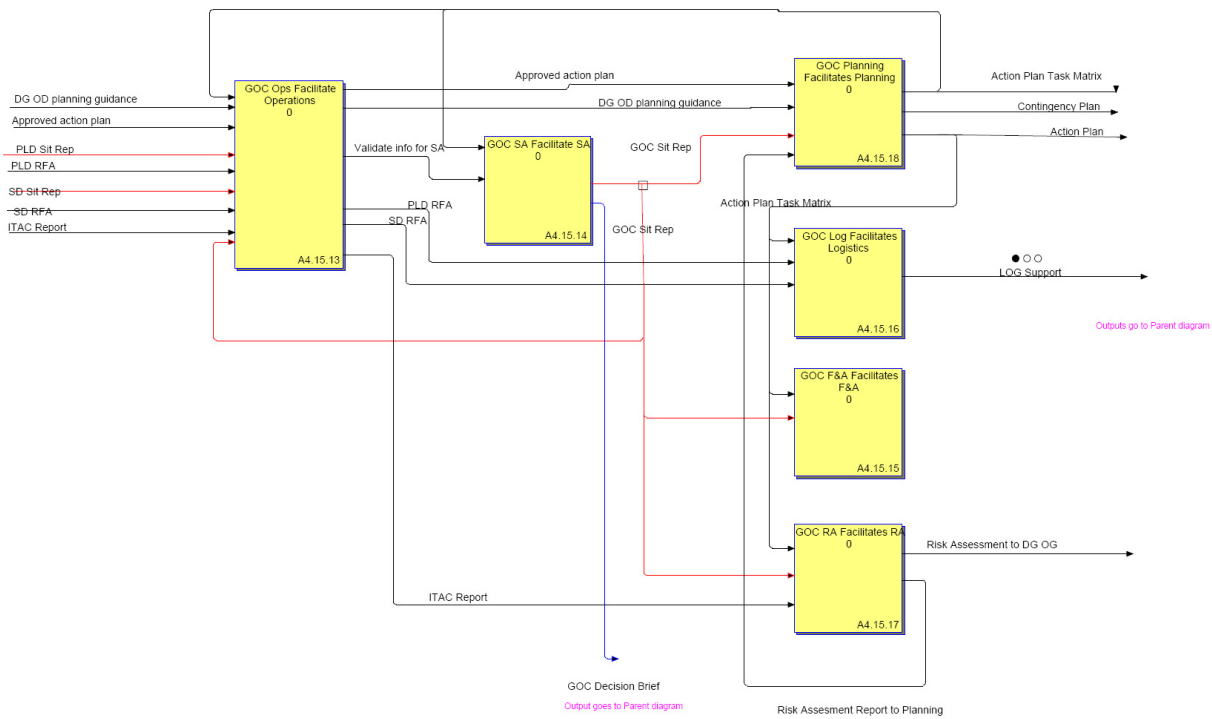 GOC Planning
Facilitates Planning
0
A4.15.18
Action Plan Task Matrix
Contingency Plan
Action Plan
GOC Ops Facilitate
Operations
0
A4.15.13
Approved action plan
DG OD planning guidance
DG OD planning guidance
Approved action plan
PLD Sit Rep
PLD RFA
SD Sit Rep
SD RFA
ITAC Report
Validate info for SA
GOC SA Facilitate SA
0
A4.15.14
GOC Sit Rep
PLD RFA
SD RFA
GOC Sit Rep
Action Plan Task Matrix
GOC Log Facilitates
Logistics
0
A4.15.16
LOG Support
Outputs go to Parent diagram
GOC F&A Facilitates
F&A
0
A4.15.15
GOC RA Facilitates RA
0
A4.15.17
Risk Assessment to DG OG
ITAC Report
GOC Decision Brief
Output goes to Parent diagram
Risk Assesment Report to Planning